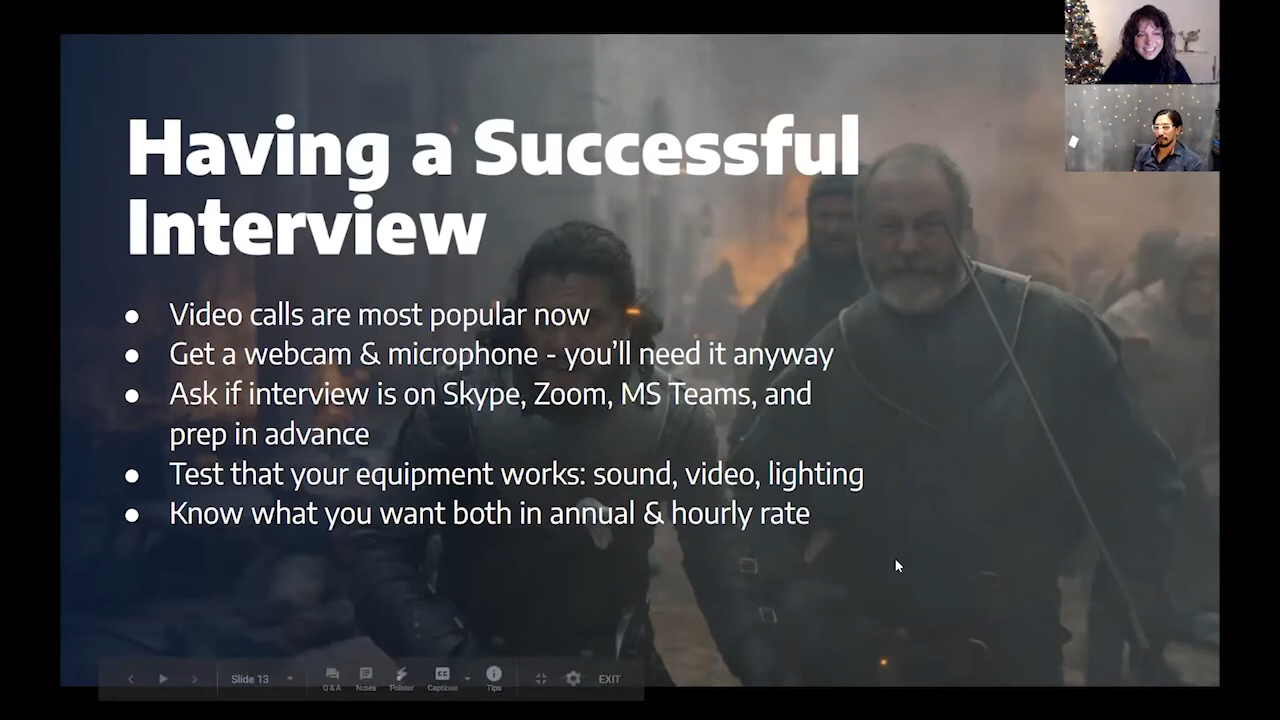 Having a Successful
Interview
● Video calls are most popular now
● Get a webcam & microphone - you'll need it anyway
● Ask if interview is on Skype, Zoom, MS Teams, and
prep in advance
● Test that your equipment works: sound, video, lighting
● Know what you want both in annual & hourly rate
Slide 13
Q&A
Notes
Pointer
Captions
Tips
EXIT